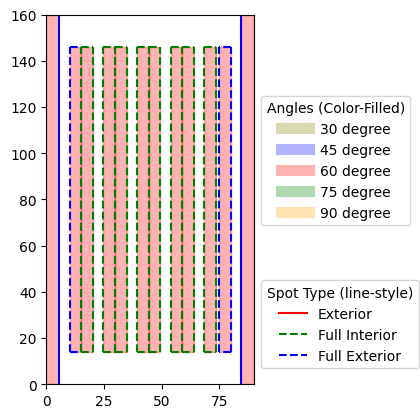 160
140
120
100
80
60
40
20
0
0 25 50 75
Angles (Color-Filled)
30 degree
45 degree
60 degree
75 degree
90 degree
Spot Type (line-style)
Exterior
Full Interior
Full Exterior